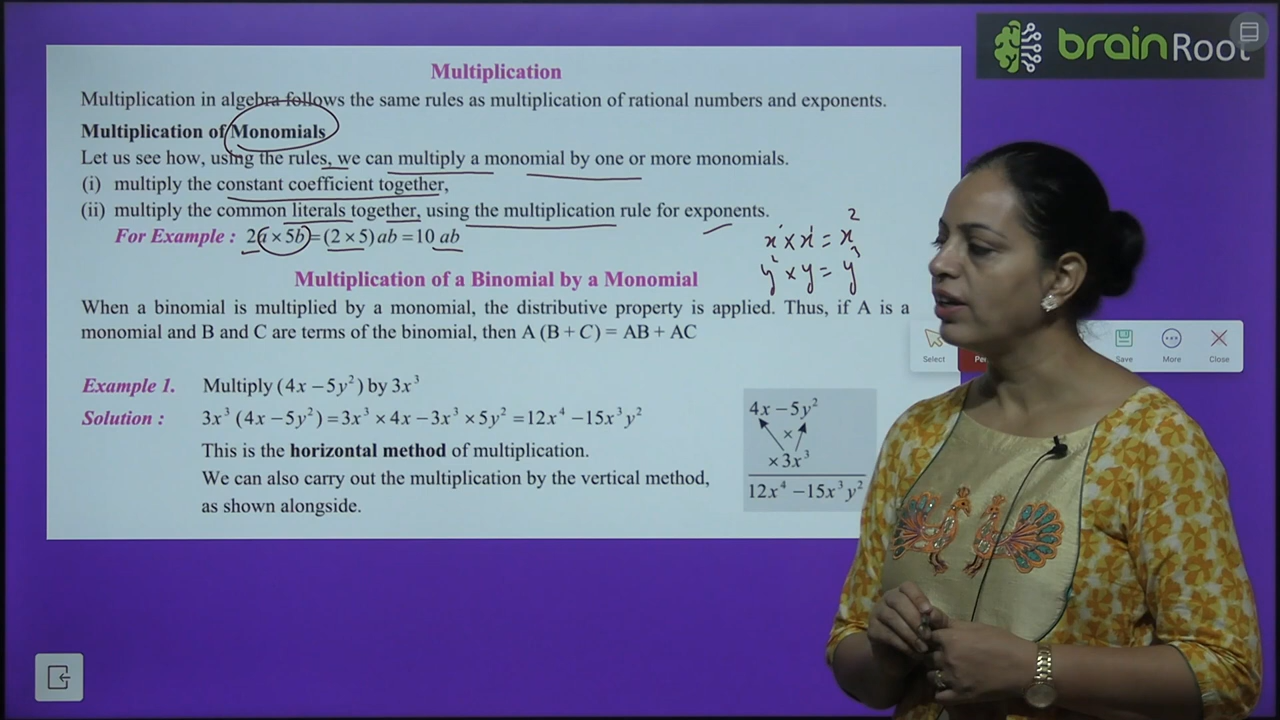 brainRoot
Multiplication
Multiplication in algebra follows the same rules as multiplication of rational numbers and exponents.
Multiplication of Monomials
Let us see how, using the rules, we can multiply a monomial by one or more monomials.
(i) multiply the constant coefficient together,
(ii) multiply the common literals together, using the multiplication rule for exponents.
For Example : 2a × 5b = (2 × 5) ab = 10 ab
x¹ × x¹ = x²
y² × y = y³
Multiplication of a Binomial by a Monomial
When a binomial is multiplied by a monomial, the distributive property is applied. Thus, if A is a
monomial and B and C are terms of the binomial, then A (B + C) = AB + AC
Select
Save
More
Close
Example 1. Multiply (4x – 5y²) by 3x³
Solution : 3x³ (4x – 5y²) = 3x³ × 4x – 3x³ × 5y² = 12x⁴ – 15x³y²
This is the horizontal method of multiplication.
We can also carry out the multiplication by the vertical method,
as shown alongside.
4x – 5y²
×
× 3x³
12x⁴ – 15x³y²